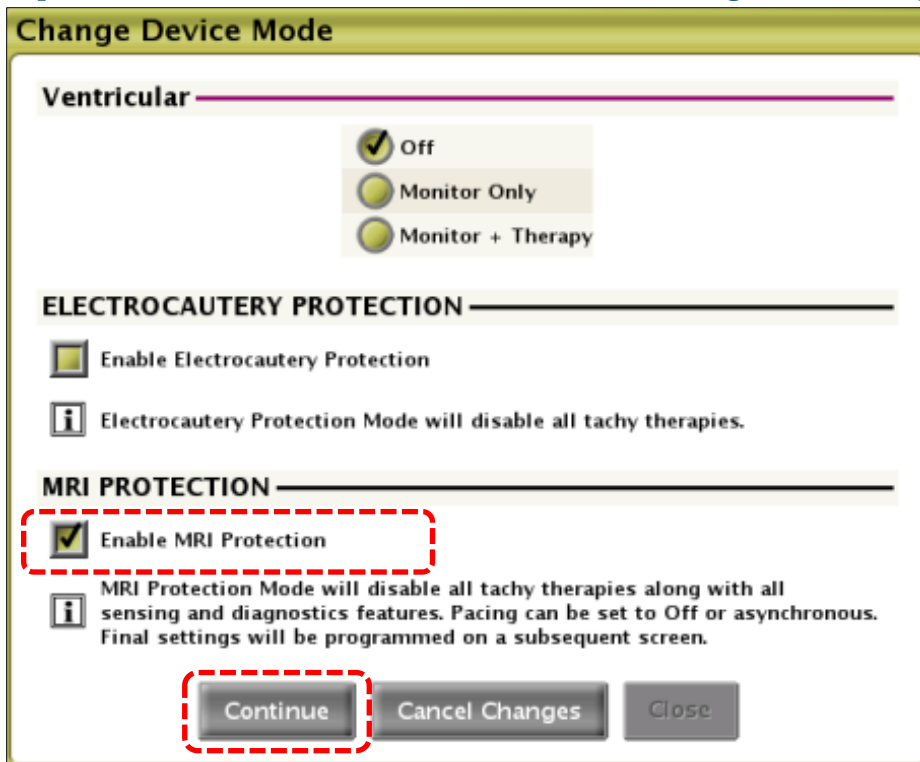 Change Device Mode
Ventricular
Off
Monitor Only
Monitor + Therapy
ELECTROCAUTERY PROTECTION
Enable Electrocautery Protection
i Electrocautery Protection Mode will disable all tachy therapies.
MRI PROTECTION
Enable MRI Protection
i MRI Protection Mode will disable all tachy therapies along with all
sensing and diagnostics features. Pacing can be set to Off or asynchronous.
Final settings will be programmed on a subsequent screen.
Continue Cancel Changes Close